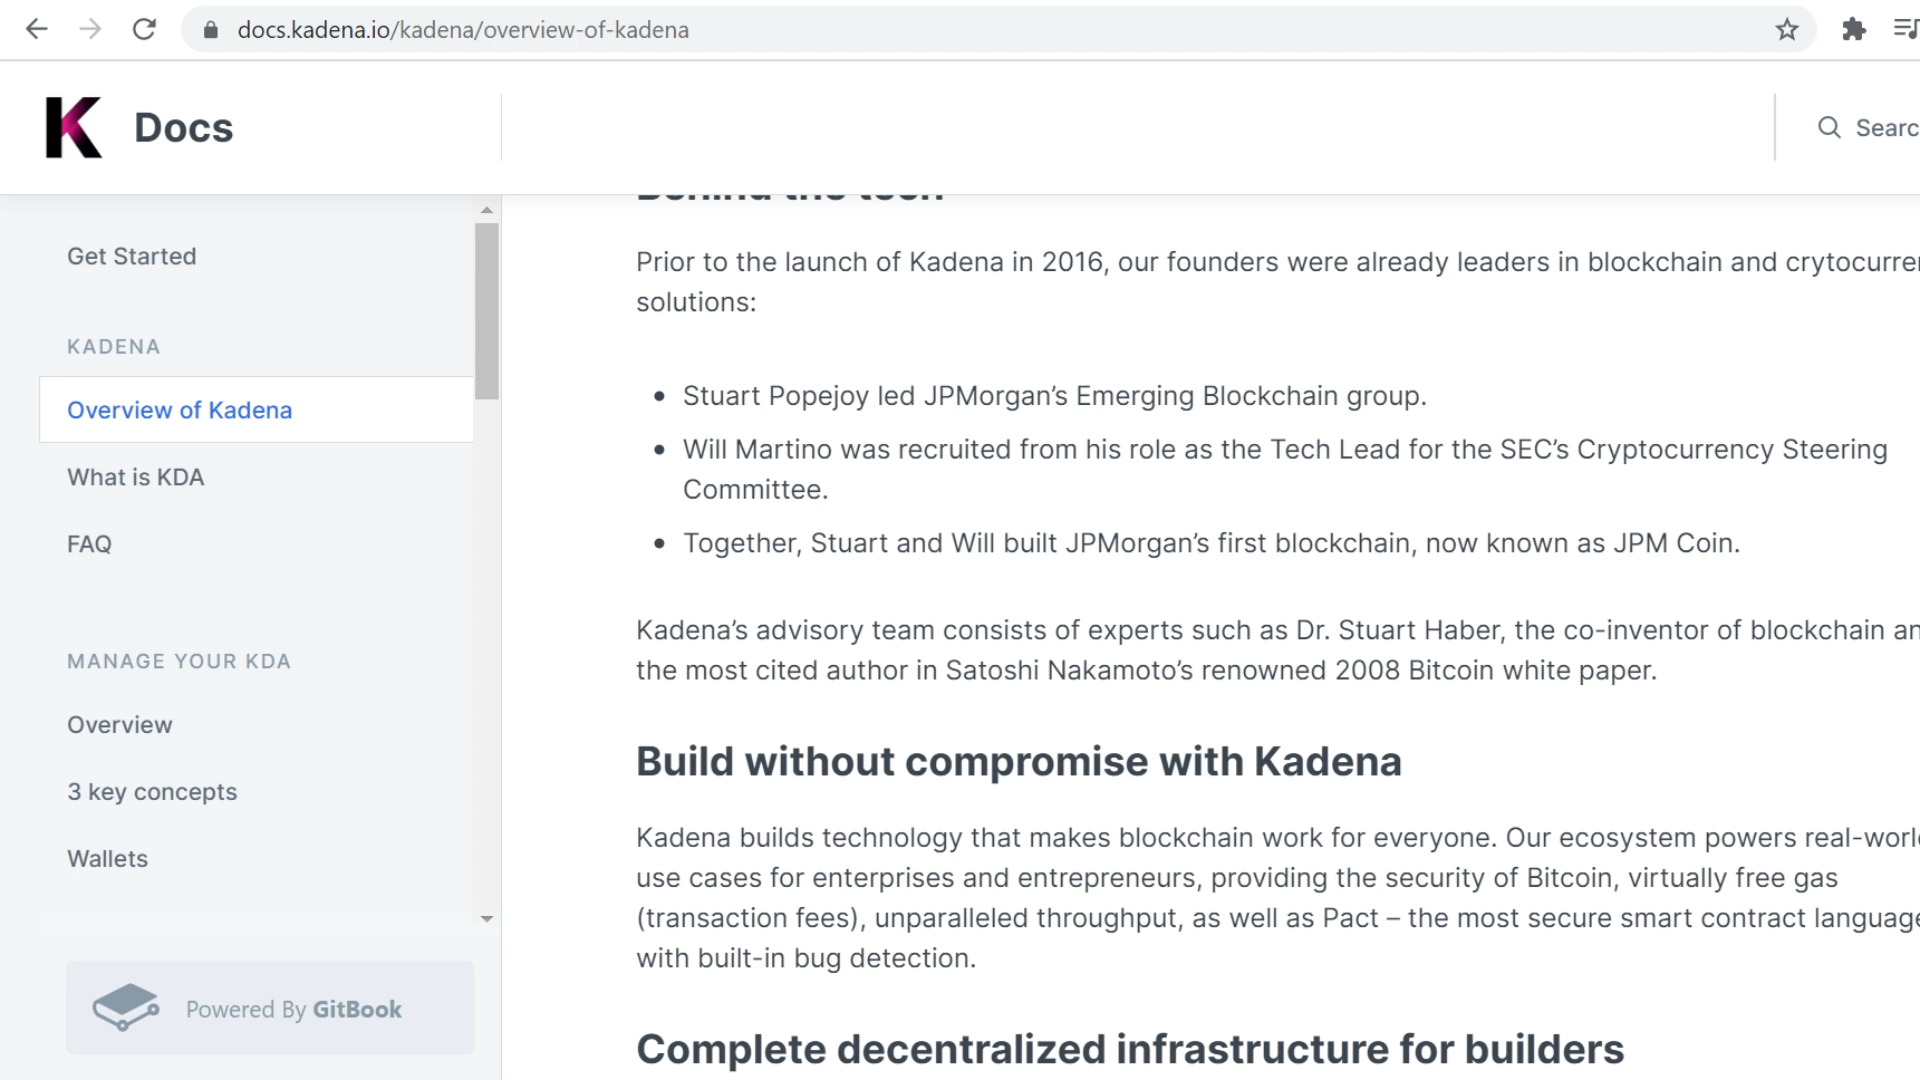 docs.kadena.io/kadena/overview-of-kadena
K Docs
Searc
Get Started
KADENA
Overview of Kadena
What is KDA
FAQ
MANAGE YOUR KDA
Overview
3 key concepts
Wallets
Powered By GitBook
Behind the tech
Prior to the launch of Kadena in 2016, our founders were already leaders in blockchain and crytocurre
solutions:
• Stuart Popejoy led JPMorgan’s Emerging Blockchain group.
• Will Martino was recruited from his role as the Tech Lead for the SEC’s Cryptocurrency Steering
Committee.
• Together, Stuart and Will built JPMorgan’s first blockchain, now known as JPM Coin.
Kadena’s advisory team consists of experts such as Dr. Stuart Haber, the co-inventor of blockchain an
the most cited author in Satoshi Nakamoto’s renowned 2008 Bitcoin white paper.
Build without compromise with Kadena
Kadena builds technology that makes blockchain work for everyone. Our ecosystem powers real-worl
use cases for enterprises and entrepreneurs, providing the security of Bitcoin, virtually free gas
(transaction fees), unparalleled throughput, as well as Pact – the most secure smart contract language
with built-in bug detection.
Complete decentralized infrastructure for builders